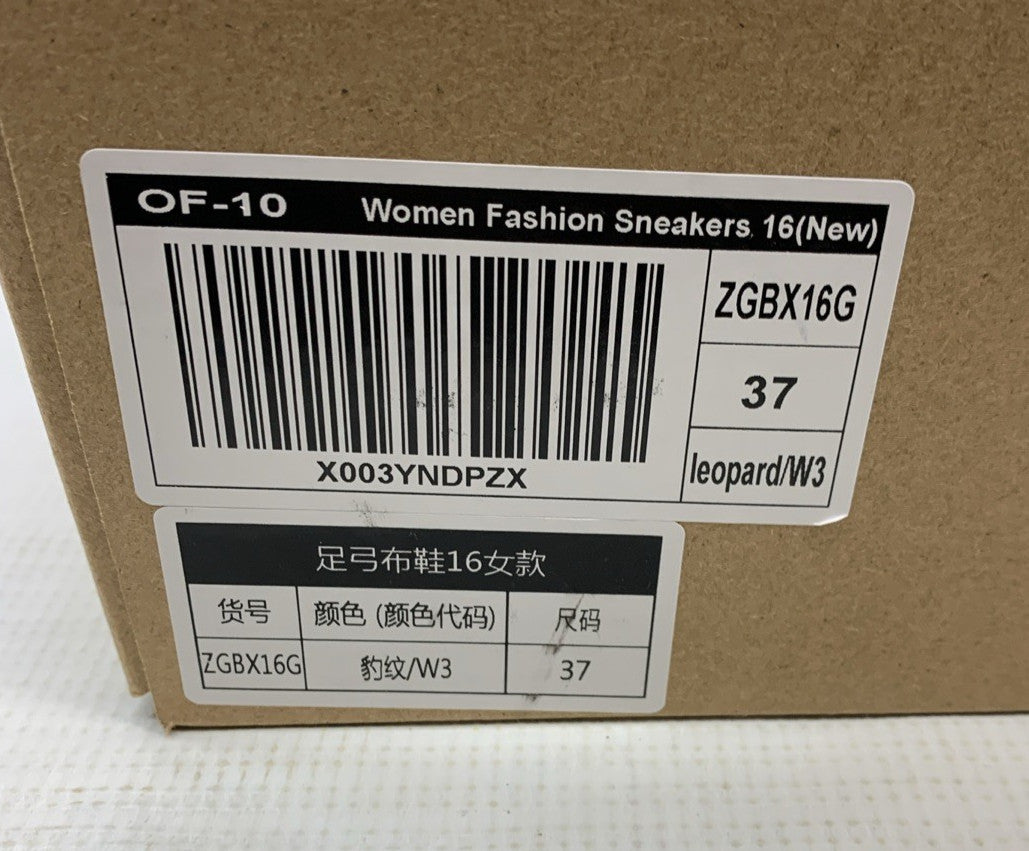 OF-10 Women Fashion Sneakers 16(New)
ZGBX16G
37
leopard/W3
X003YNDPZX
足弓布鞋16女款
货号 颜色 (颜色代码) 尺码
ZGBX16G 豹纹/W3 37